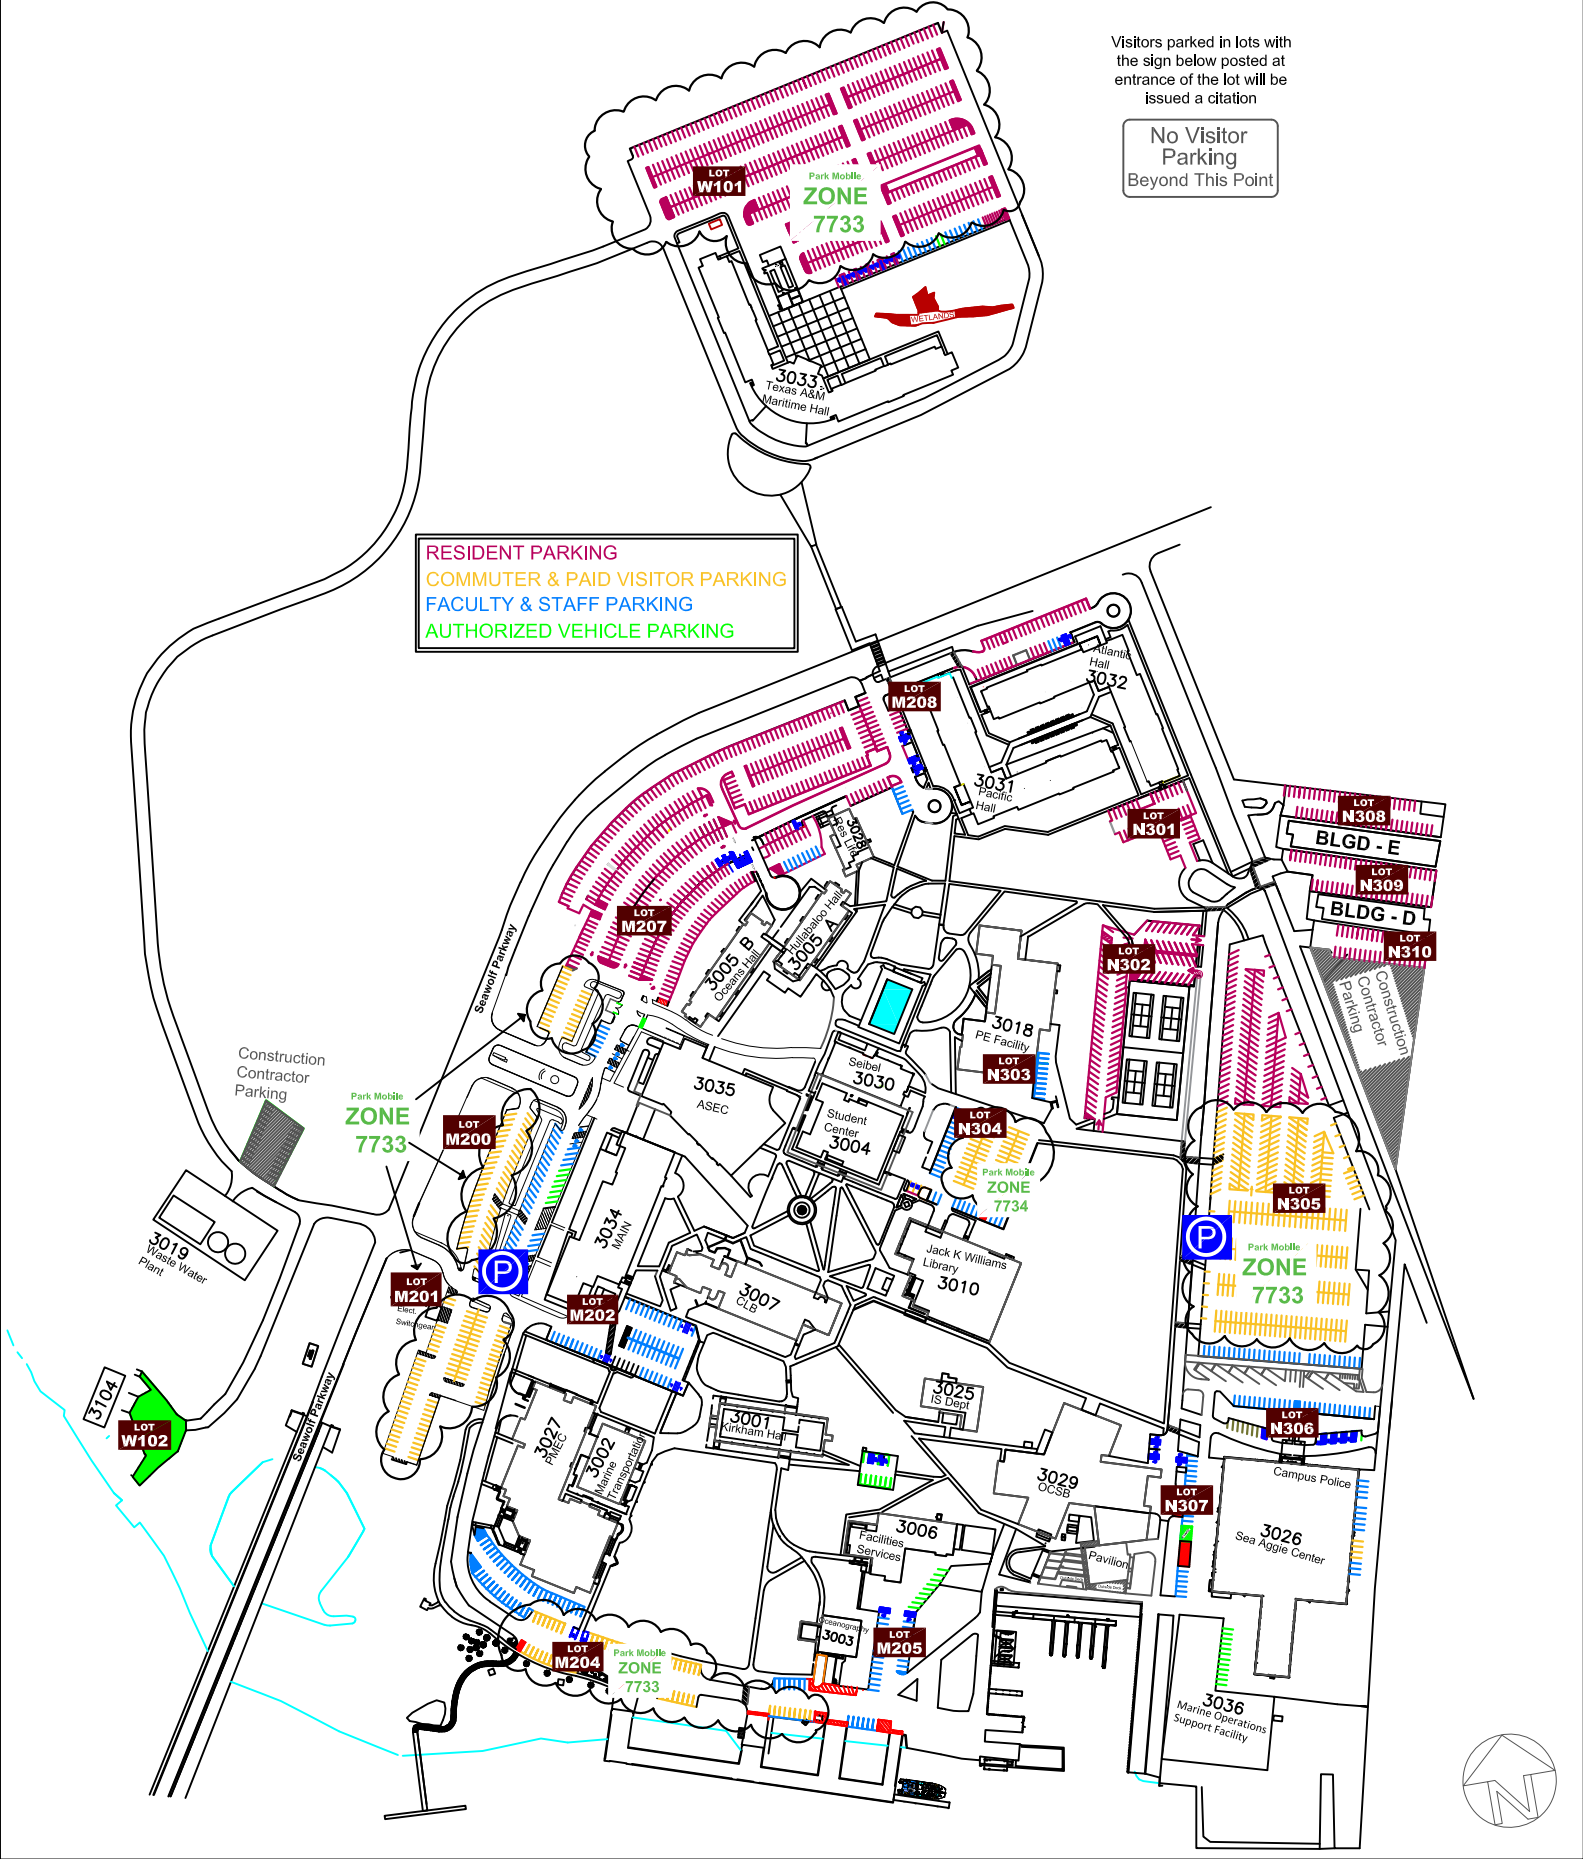 Visitors parked in lots with
the sign below posted at
entrance of the lot will be
issued a citation
No Visitor
Parking
Beyond This Point
LOT
W101
Park Mobile
ZONE
7733
WETLANDS
3033
Texas A&M
Maritime Hall
RESIDENT PARKING
COMMUTER & PAID VISITOR PARKING
FACULTY & STAFF PARKING
AUTHORIZED VEHICLE PARKING
Atlantic
Hall
3032
LOT
M208
3031
Pacific
Hall
LOT
N301
LOT
N308
BLGD - E
LOT
N309
BLDG - D
LOT
N310
Construction
Contractor
Parking
3028
Res Life
LOT
M207
Hullabaloo Hall
3005 A
3005 B
Oceans Hall
Seawolf Parkway
LOT
N302
3018
PE Facility
LOT
N303
Seibel
3030
3035
ASEC
Student
Center
3004
LOT
N304
Park Mobile
ZONE
7734
Construction
Contractor
Parking
Park Mobile
ZONE
7733
LOT
M200
LOT
N305
P
Park Mobile
ZONE
7733
3034
MAIN
3019
Waste Water
Plant
P
Jack K Williams
Library
3010
LOT
M201
Elect.
Switchgear
LOT
M202
3007
CLB
3104
LOT
W102
Seawolf Parkway
3025
IS Dept
3001
Kirkham Hall
3027
PMEC
3002
Marine
Transportation
LOT
N306
Campus Police
3029
OCSB
LOT
N307
3026
Sea Aggie Center
3006
Facilities
Services
Pavilion
Oceanography
3003
LOT
M205
LOT
M204
Park Mobile
ZONE
7733
3036
Marine Operations
Support Facility
N